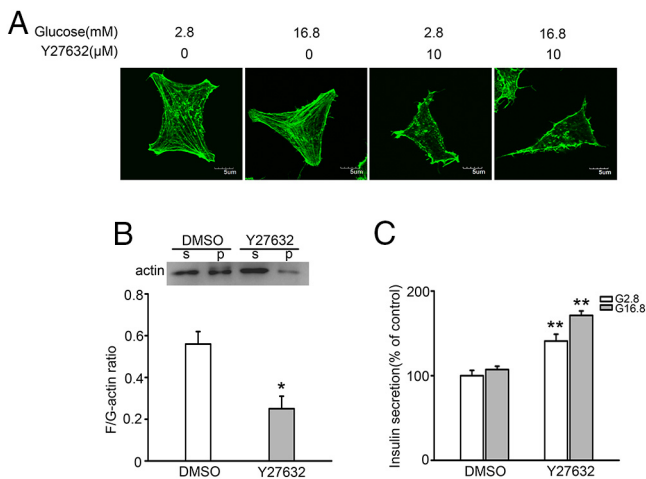 A
Glucose(mM) 2.8 16.8 2.8 16.8
Y27632(μM) 0 0 10 10
5um 5um 5um 5um
B
DMSO Y27632
s p s p
actin
0.8
0.6
0.4
0.2
0
F/G-actin ratio
*
DMSO Y27632
C
200
100
0
Insulin secretion(% of control)
** **
G2.8
G16.8
DMSO Y27632